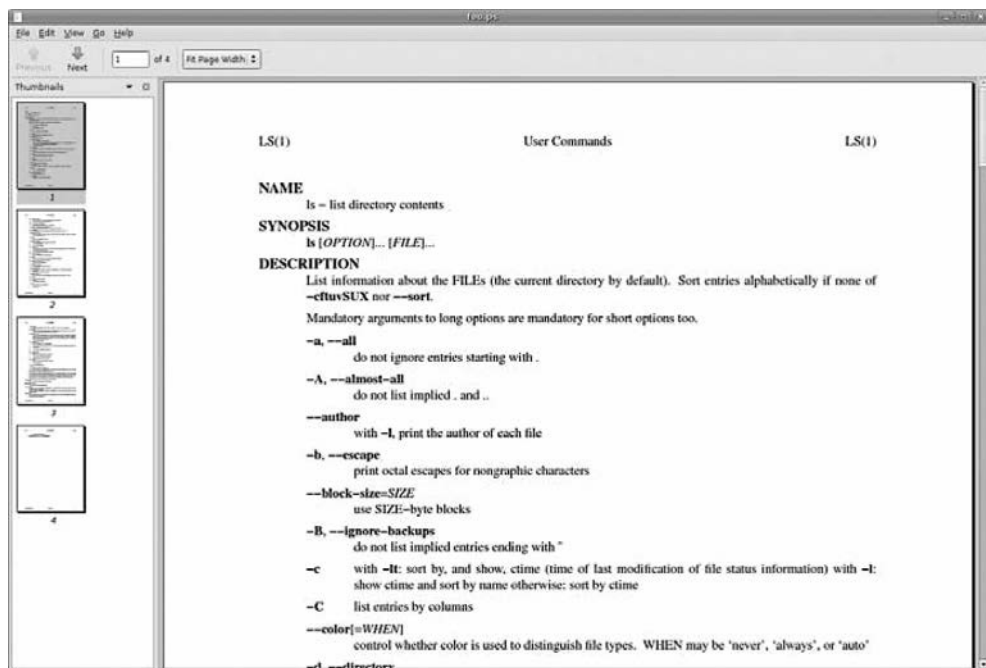 foo.ps
File Edit View Go Help
Previous Next 1 of 4 Fit Page Width
Thumbnails
1
2
3
4
LS(1) User Commands LS(1)
NAME
ls − list directory contents
SYNOPSIS
ls [OPTION]... [FILE]...
DESCRIPTION
List information about the FILEs (the current directory by default). Sort entries alphabetically if none of
−cftuvSUX nor −−sort.
Mandatory arguments to long options are mandatory for short options too.
−a, −−all
do not ignore entries starting with .
−A, −−almost−all
do not list implied . and ..
−−author
with −l, print the author of each file
−b, −−escape
print octal escapes for nongraphic characters
−−block−size=SIZE
use SIZE−byte blocks
−B, −−ignore−backups
do not list implied entries ending with ~
−c with −lt: sort by, and show, ctime (time of last modification of file status information) with −l:
show ctime and sort by name otherwise: sort by ctime
−C list entries by columns
−−color[=WHEN]
control whether color is used to distinguish file types. WHEN may be ‘never’, ‘always’, or ‘auto’
−d, −−directory